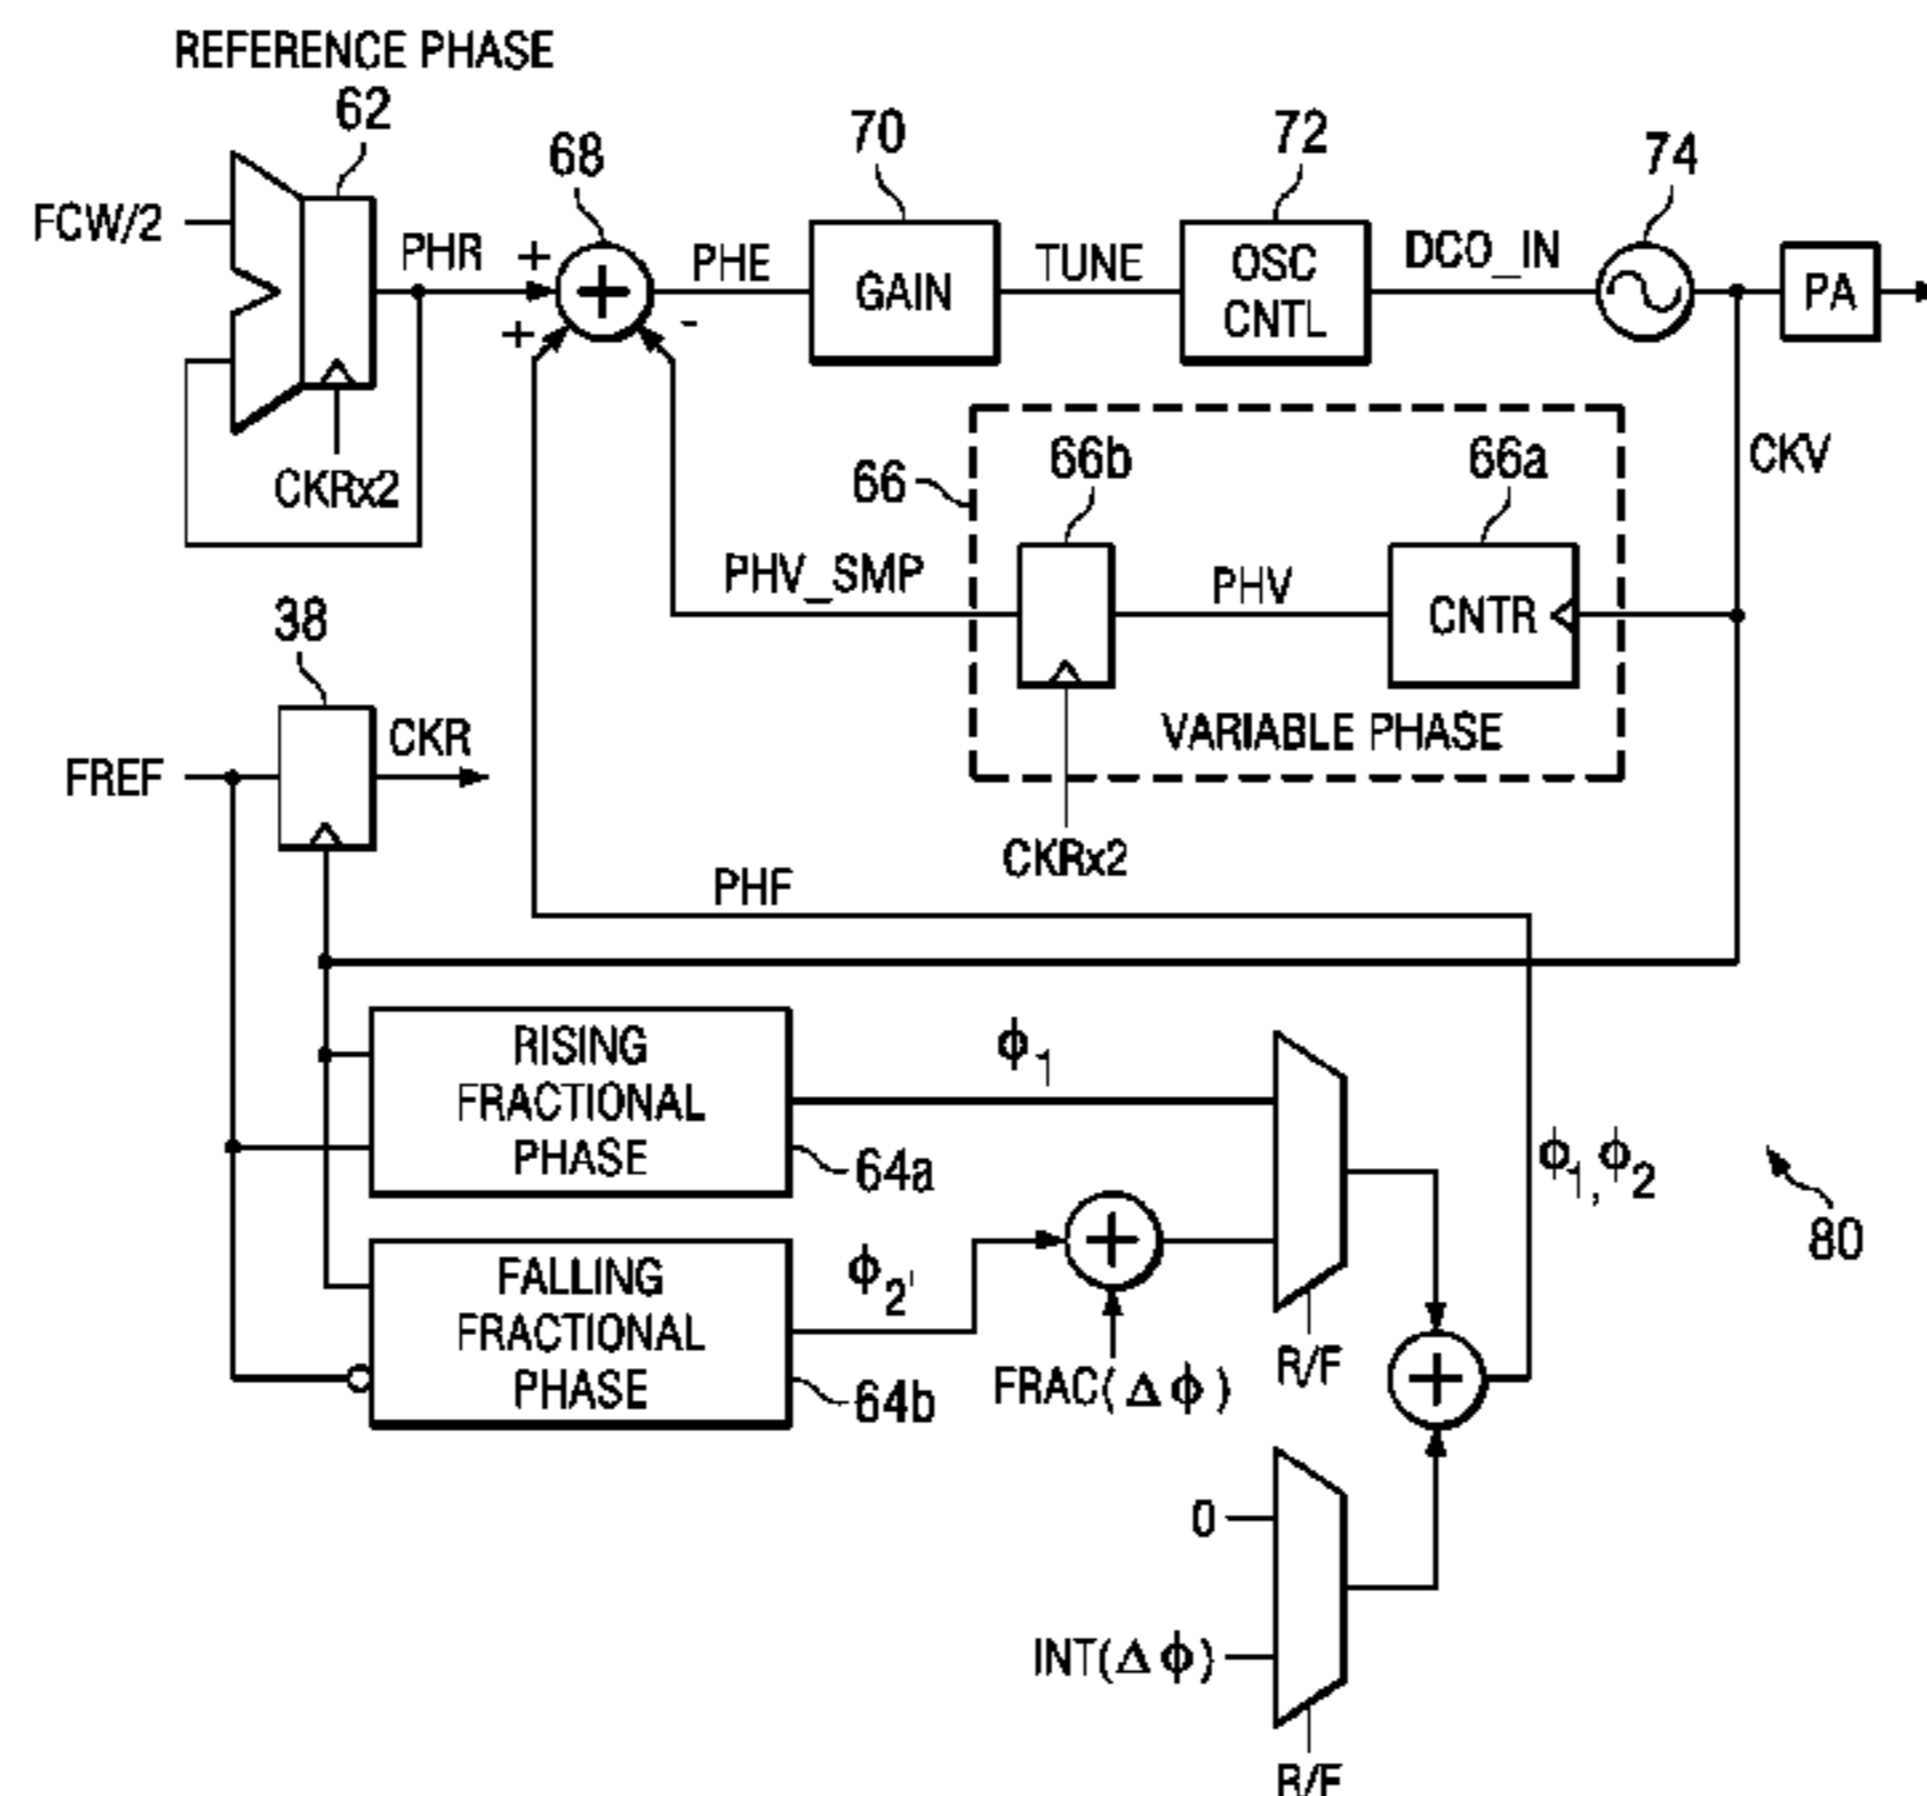 REFERENCE PHASE
62
FCW/2
PHR
CKRx2
+
+
-
68
+
PHE
70
GAIN
TUNE
72
OSC
CNTL
DCO_IN
74
PA
CKV
66
66b
66a
PHV_SMP
PHV
CNTR
VARIABLE PHASE
CKRx2
38
FREF
CKR
PHF
RISING
FRACTIONAL
PHASE
64a
ϕ1
FALLING
FRACTIONAL
PHASE
64b
ϕ2'
+
FRAC(Δϕ)
R/F
+
ϕ1, ϕ2
80
0
INT(Δϕ)
R/F